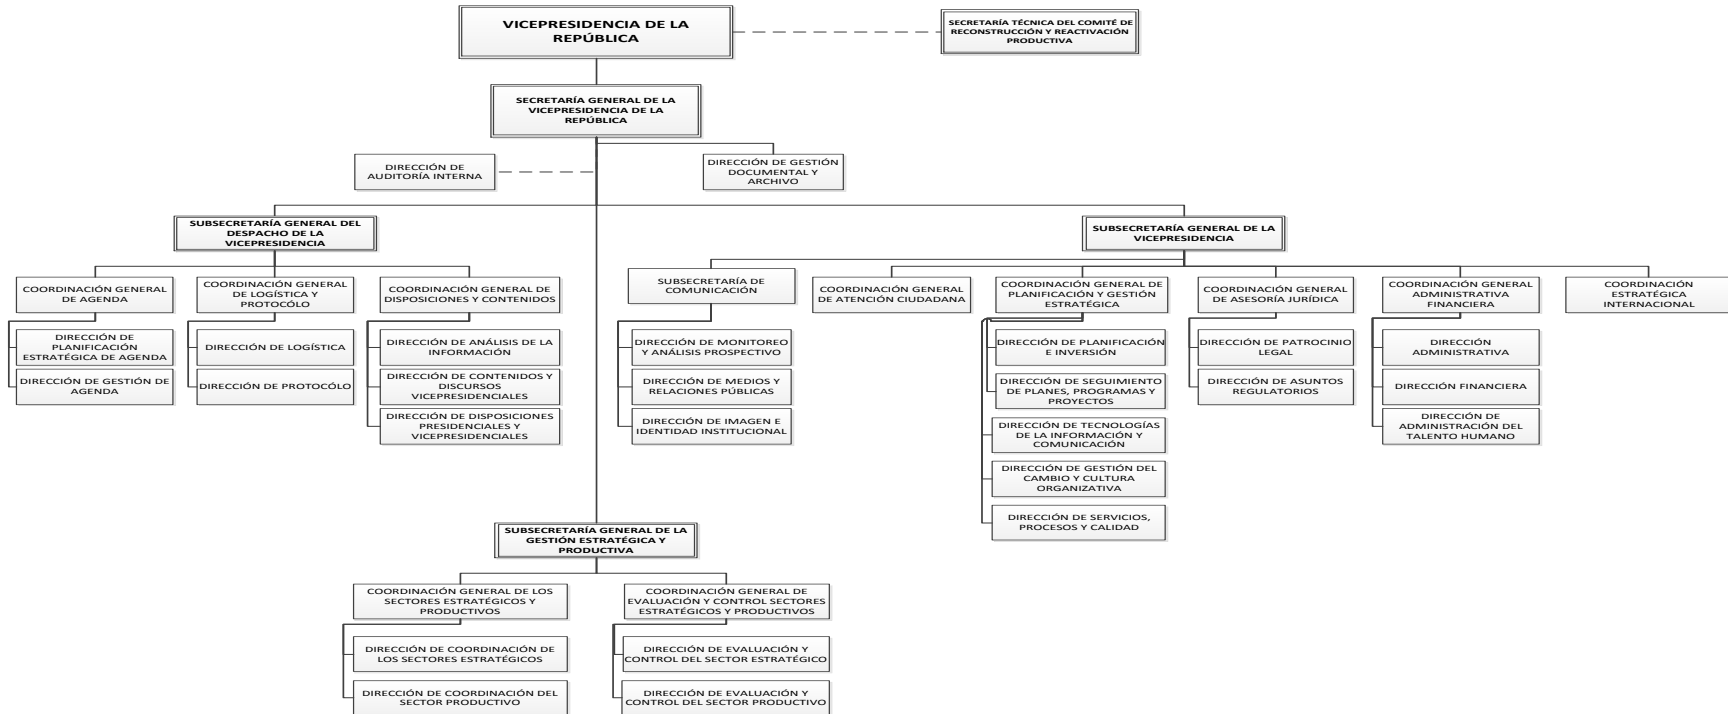 VICEPRESIDENCIA DE LA
REPÚBLICA
SECRETARÍA TÉCNICA DEL COMITÉ DE
RECONSTRUCCIÓN Y REACTIVACIÓN
PRODUCTIVA
SECRETARÍA GENERAL DE LA
VICEPRESIDENCIA DE LA
REPÚBLICA
DIRECCIÓN DE
AUDITORÍA INTERNA
DIRECCIÓN DE GESTIÓN
DOCUMENTAL Y
ARCHIVO
SUBSECRETARÍA GENERAL DEL
DESPACHO DE LA
VICEPRESIDENCIA
SUBSECRETARÍA GENERAL DE LA
VICEPRESIDENCIA
COORDINACIÓN GENERAL
DE AGENDA
COORDINACIÓN GENERAL
DE LOGÍSTICA Y
PROTOCÓLO
COORDINACIÓN GENERAL DE
DISPOSICIONES Y CONTENIDOS
SUBSECRETARÍA DE
COMUNICACIÓN
COORDINACIÓN GENERAL
DE ATENCIÓN CIUDADANA
COORDINACIÓN GENERAL DE
PLANIFICACIÓN Y GESTIÓN
ESTRATÉGICA
COORDINACIÓN GENERAL
DE ASESORÍA JURÍDICA
COORDINACIÓN GENERAL
ADMINISTRATIVA
FINANCIERA
COORDINACIÓN
ESTRATÉGICA
INTERNACIONAL
DIRECCIÓN DE
PLANIFICACIÓN
ESTRATÉGICA DE AGENDA
DIRECCIÓN DE GESTIÓN DE
AGENDA
DIRECCIÓN DE LOGÍSTICA
DIRECCIÓN DE PROTOCÓLO
DIRECCIÓN DE ANÁLISIS DE LA
INFORMACIÓN
DIRECCIÓN DE CONTENIDOS Y
DISCURSOS
VICEPRESIDENCIALES
DIRECCIÓN DE DISPOSICIONES
PRESIDENCIALES Y
VICEPRESIDENCIALES
DIRECCIÓN DE MONITOREO
Y ANÁLISIS PROSPECTIVO
DIRECCIÓN DE MEDIOS Y
RELACIONES PÚBLICAS
DIRECCIÓN DE IMAGEN E
IDENTIDAD INSTITUCIONAL
DIRECCIÓN DE PLANIFICACIÓN
E INVERSIÓN
DIRECCIÓN DE SEGUIMIENTO
DE PLANES, PROGRAMAS Y
PROYECTOS
DIRECCIÓN DE TECNOLOGÍAS
DE LA INFORMACIÓN Y
COMUNICACIÓN
DIRECCIÓN DE GESTIÓN DEL
CAMBIO Y CULTURA
ORGANIZATIVA
DIRECCIÓN DE SERVICIOS,
PROCESOS Y CALIDAD
DIRECCIÓN DE PATROCINIO
LEGAL
DIRECCIÓN DE ASUNTOS
REGULATORIOS
DIRECCIÓN
ADMINISTRATIVA
DIRECCIÓN FINANCIERA
DIRECCIÓN DE
ADMINISTRACIÓN DEL
TALENTO HUMANO
SUBSECRETARÍA GENERAL DE LA
GESTIÓN ESTRATÉGICA Y
PRODUCTIVA
COORDINACIÓN GENERAL DE LOS
SECTORES ESTRATÉGICOS Y
PRODUCTIVOS
COORDINACIÓN GENERAL DE
EVALUACIÓN Y CONTROL SECTORES
ESTRATÉGICOS Y PRODUCTIVOS
DIRECCIÓN DE COORDINACIÓN DE
LOS SECTORES ESTRATÉGICOS
DIRECCIÓN DE COORDINACIÓN DEL
SECTOR PRODUCTIVO
DIRECCIÓN DE EVALUACIÓN Y
CONTROL DEL SECTOR ESTRATÉGICO
DIRECCIÓN DE EVALUACIÓN Y
CONTROL DEL SECTOR PRODUCTIVO